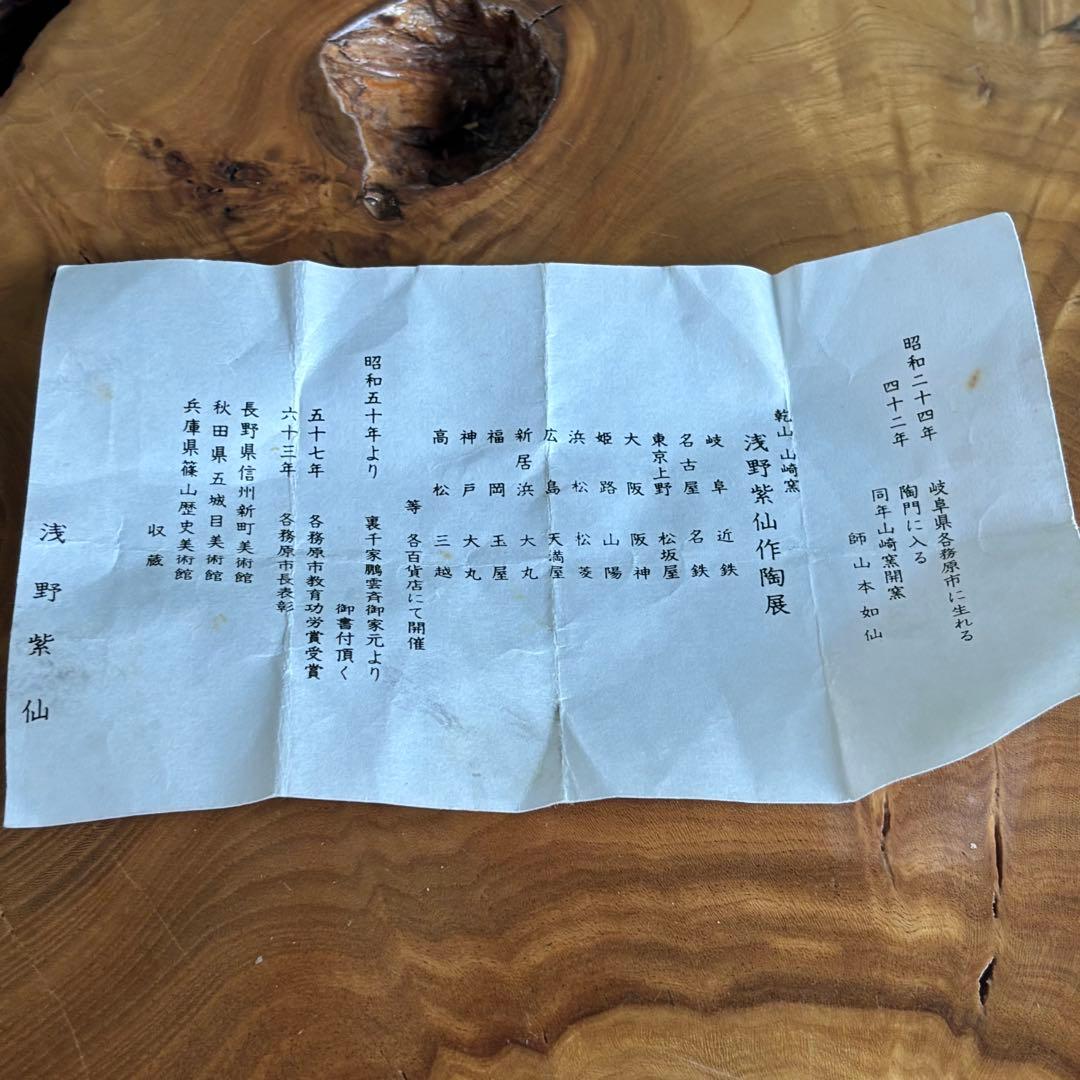 昭和二十四年 岐阜県各務原市に生れる
四十二年 陶門に入る
同年山崎窯開窯
師 山本如仙
乾山 山崎窯
浅野紫仙作陶展
岐阜 近鉄
名古屋 名鉄
東京上野 松坂屋
大阪 阪神
姫路 山陽
浜松 松菱
広島 天満屋
新居浜 大丸
福岡 玉屋
神戸 大丸
高松 三越
等 各百貨店にて開催
昭和五十年より 裏千家鵬雲斉御家元より
御書付頂く
五十七年 各務原市教育功労賞受賞
六十三年 各務原市長表彰
長野県信州新町美術館
秋田県五城目美術館
兵庫県篠山歴史美術館
収蔵
浅野紫仙